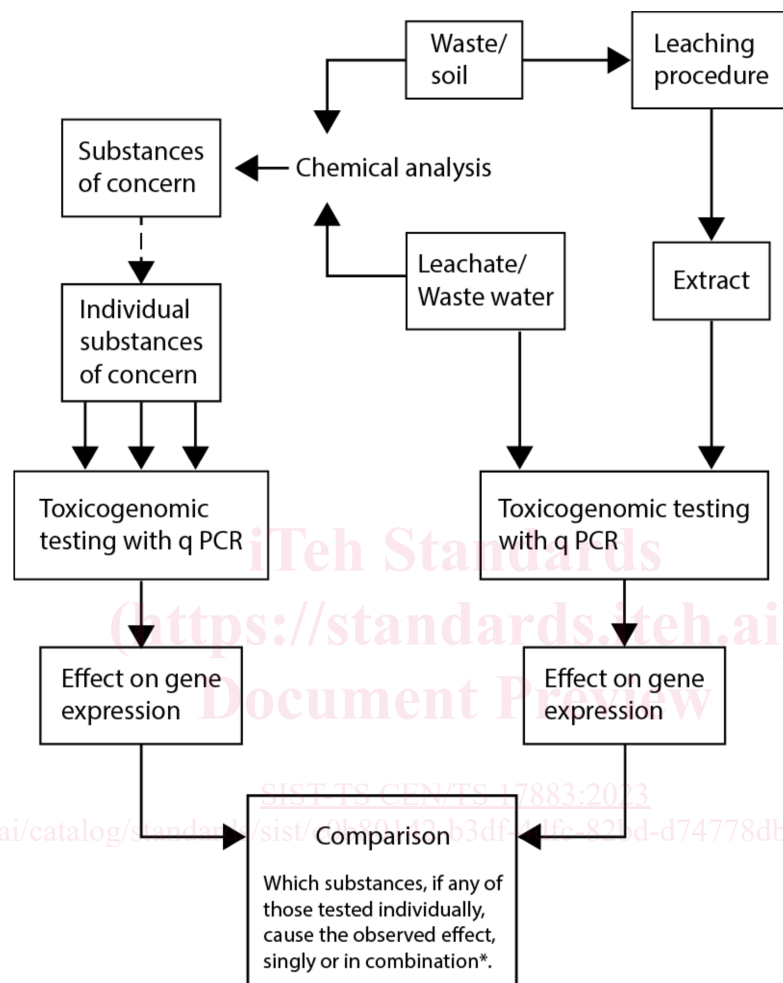 Waste/
soil
Leaching
procedure
Substances
of concern
Chemical analysis
Leachate/
Waste water
Extract
Individual
substances
of concern
Toxicogenomic
testing with q PCR
Toxicogenomic testing
with q PCR
iTeh Standards
(https://standards.iteh.ai)
Document Preview
Effect on gene
expression
Effect on gene
expression
SIST TS CEN/TS 17883:2023
Comparison
Which substances, if any of
those tested individually,
cause the observed effect,
singly or in combination*.